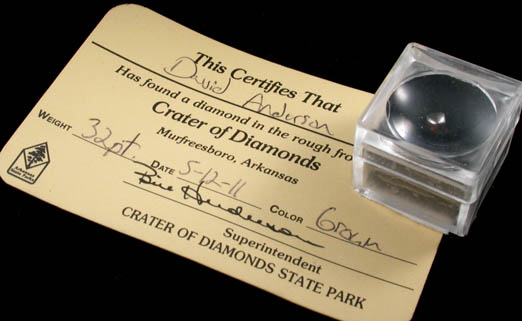 This Certifies That
David Anderson
Has found a diamond in the rough from
Crater of Diamonds
Murfreesboro, Arkansas
WEIGHT 32pt. DATE 5-12-11 COLOR
Superintendent
CRATER OF DIAMONDS STATE PARK